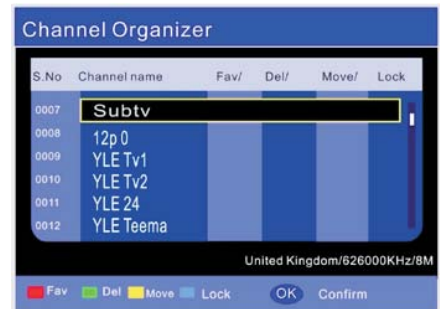 Channel Organizer
S.No Channel name Fav/ Del/ Move/ Lock
0007 Subtv
0008 12p 0
0009 YLE Tv1
0010 YLE Tv2
0011 YLE 24
0012 YLE Teema
United Kingdom/626000KHz/8M
Fav Del Move Lock OK Confirm